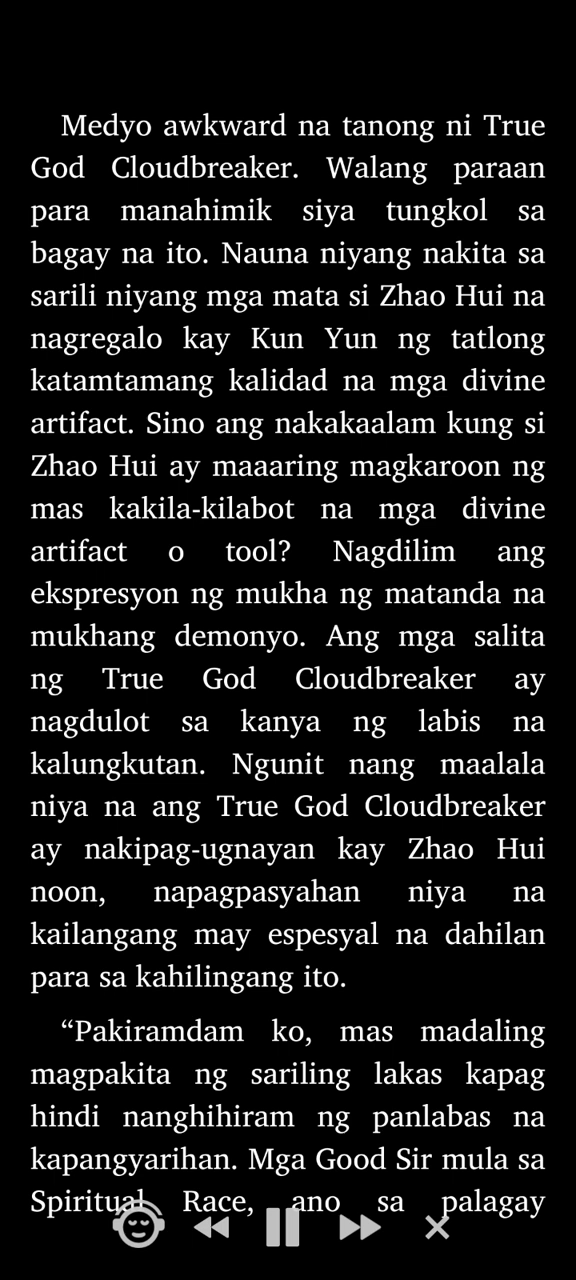 Medyo awkward na tanong ni True
God Cloudbreaker. Walang paraan
para manahimik siya tungkol sa
bagay na ito. Nauna niyang nakita sa
sarili niyang mga mata si Zhao Hui na
nagregalo kay Kun Yun ng tatlong
katamtamang kalidad na mga divine
artifact. Sino ang nakakaalam kung si
Zhao Hui ay maaaring magkaroon ng
mas kakila-kilabot na mga divine
artifact o tool? Nagdilim ang
ekspresyon ng mukha ng matanda na
mukhang demonyo. Ang mga salita
ng True God Cloudbreaker ay
nagdulot sa kanya ng labis na
kalungkutan. Ngunit nang maalala
niya na ang True God Cloudbreaker
ay nakipag-ugnayan kay Zhao Hui
noon, napagpasyahan niya na
kailangang may espesyal na dahilan
para sa kahilingang ito.
“Pakiramdam ko, mas madaling
magpakita ng sariling lakas kapag
hindi nanghihiram ng panlabas na
kapangyarihan. Mga Good Sir mula sa
Spiritual Race, ano sa palagay